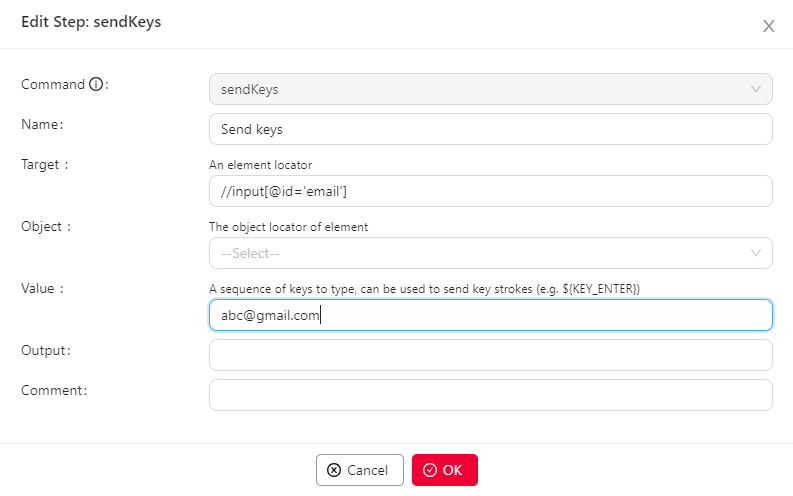 Edit Step: sendKeys
Command :
sendKeys
Name:
Send keys
Target :
An element locator
//input[@id='email']
Object :
The object locator of element
--Select--
Value :
A sequence of keys to type, can be used to send key strokes (e.g. ${KEY_ENTER})
abc@gmail.com
Output:
Comment:
Cancel
OK